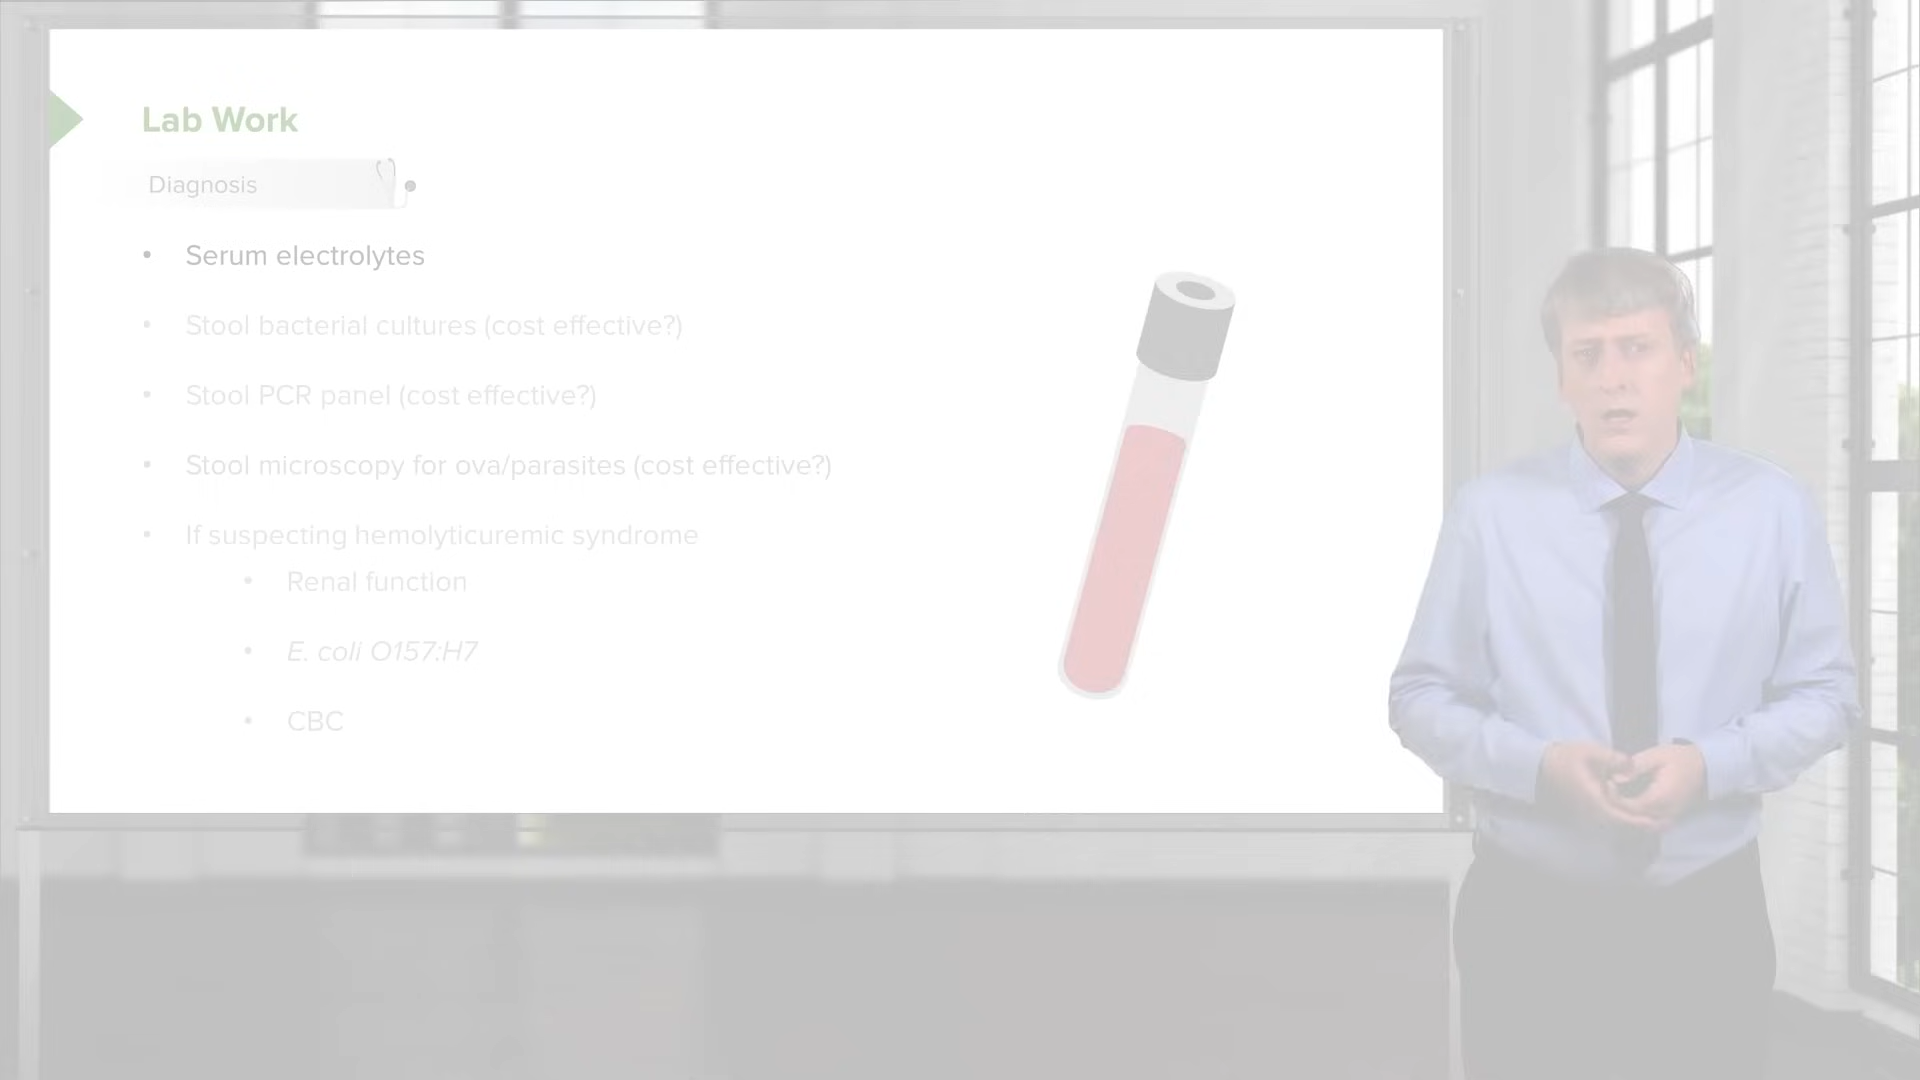 Lab Work
Diagnosis
• Serum electrolytes
• Stool bacterial cultures (cost effective?)
• Stool PCR panel (cost effective?)
• Stool microscopy for ova/parasites (cost effective?)
• If suspecting hemolyticuremic syndrome
• Renal function
• E. coli O157:H7
• CBC